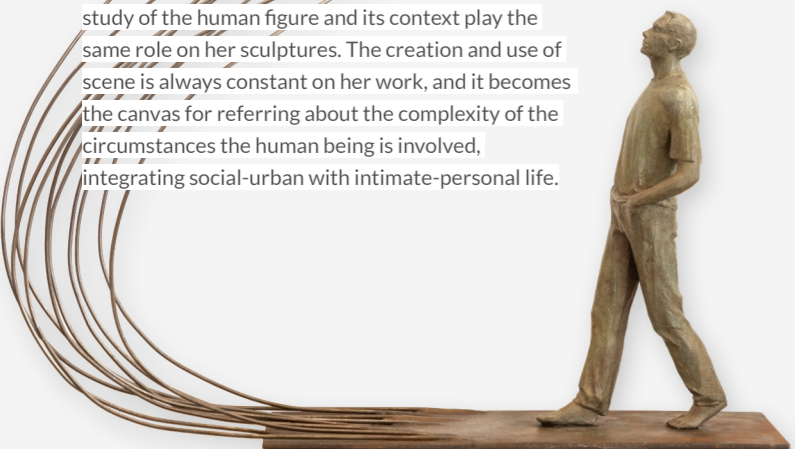 study of the human figure and its context play the
same role on her sculptures. The creation and use of
scene is always constant on her work, and it becomes
the canvas for referring about the complexity of the
circumstances the human being is involved,
integrating social-urban with intimate-personal life.